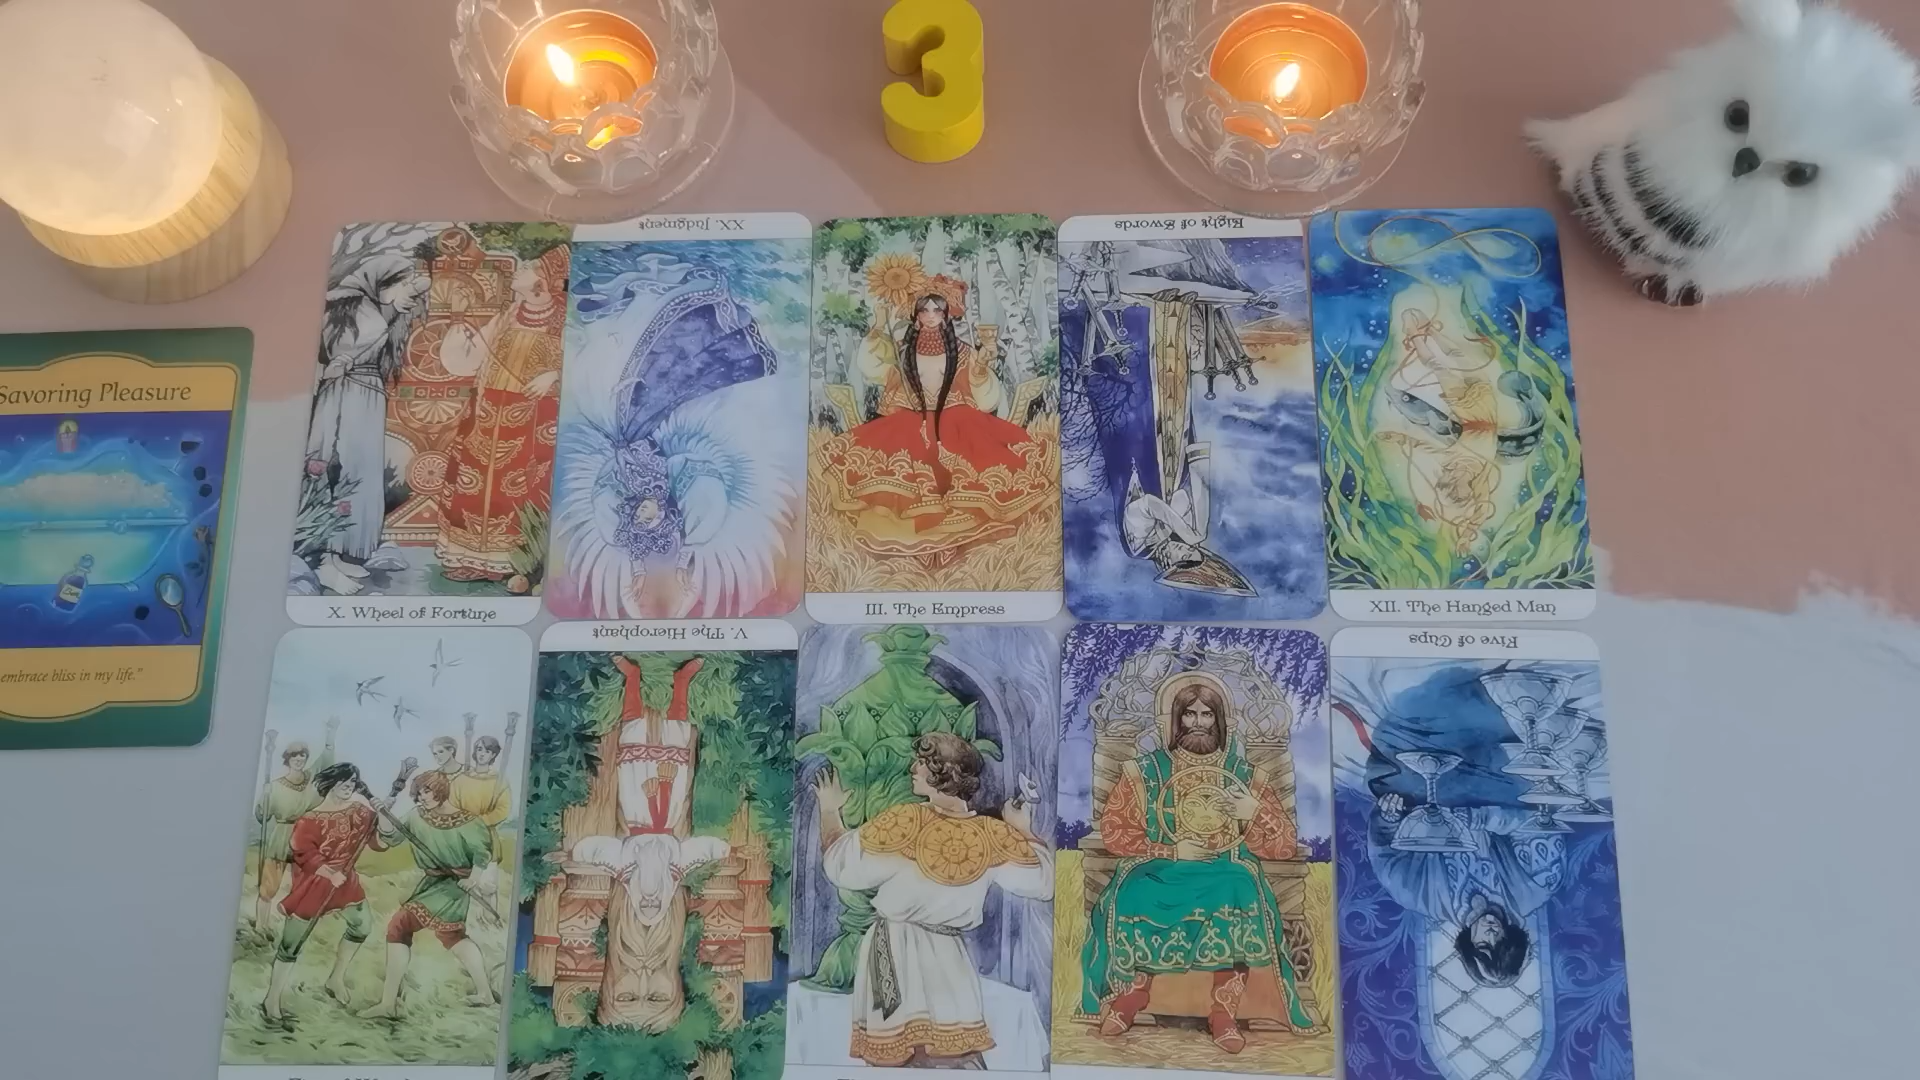 3
XX. Judgment
Eight of Swords
Savoring Pleasure
X. Wheel of Fortune
III. The Empress
XII. The Hanged Man
V. The Hierophant
Five of Cups
embrace bliss in my life."